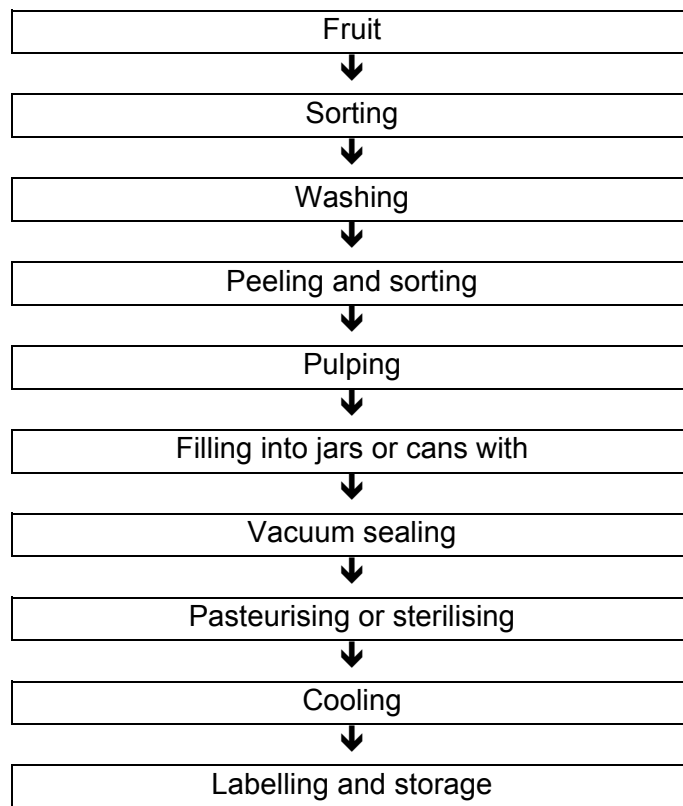 Fruit
Sorting
Washing
Peeling and sorting
Pulping
Filling into jars or cans with
Vacuum sealing
Pasteurising or sterilising
Cooling
Labelling and storage